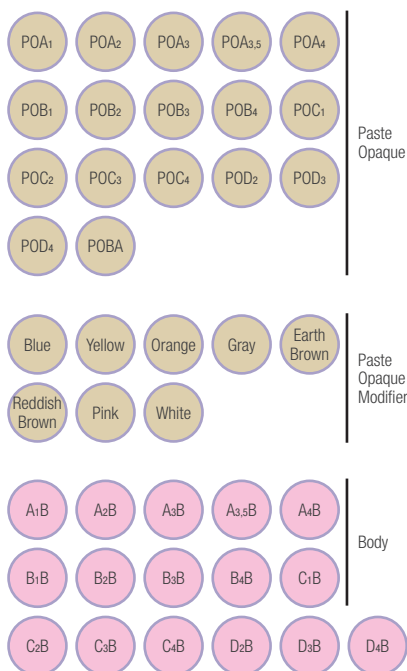 POA₁ POA₂ POA₃ POA₃,₅ POA₄
POB₁ POB₂ POB₃ POB₄ POC₁
POC₂ POC₃ POC₄ POD₂ POD₃
POD₄ POBA
Paste
Opaque
Blue Yellow Orange Gray Earth
Brown
Reddish
Brown Pink White
Paste
Opaque
Modifier
A₁B A₂B A₃B A₃,₅B A₄B
B₁B B₂B B₃B B₄B C₁B
Body
C₂B C₃B C₄B D₂B D₃B D₄B